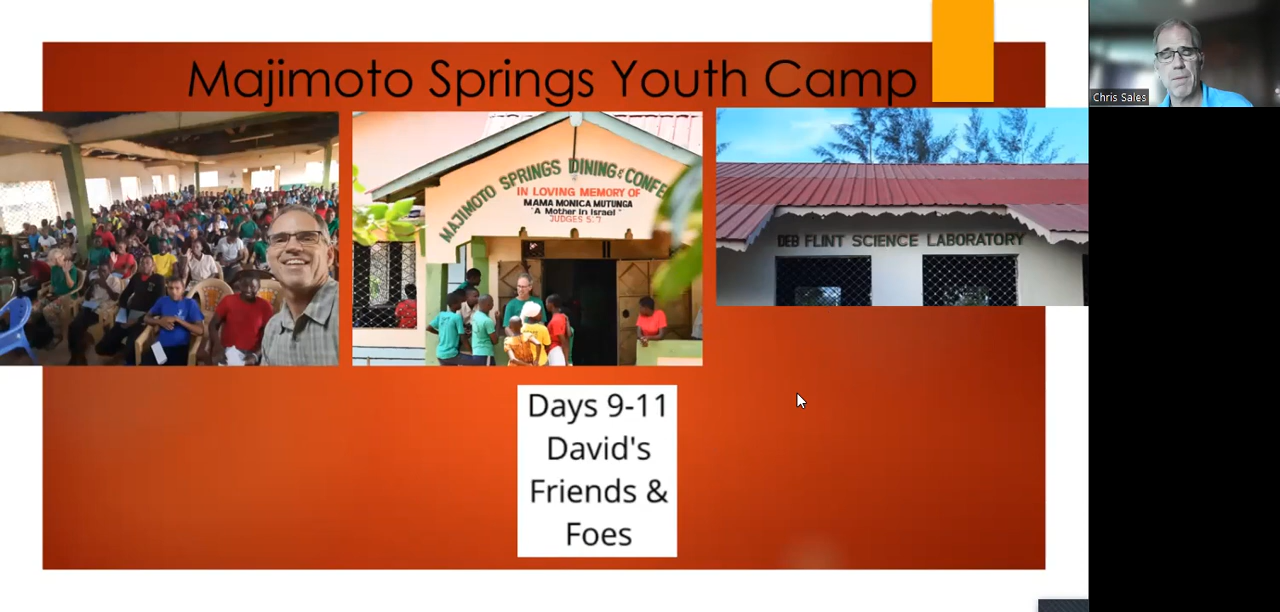 Majimoto Springs Youth Camp
Chris Sales
MAJIMOTO SPRINGS DINING & CONFE
IN LOVING MEMORY OF
MAMA MONICA MUTUNGA
"A Mother in Israel"
JUDGES 5:7
DEB FLINT SCIENCE LABORATORY
Days 9-11
David's
Friends &
Foes